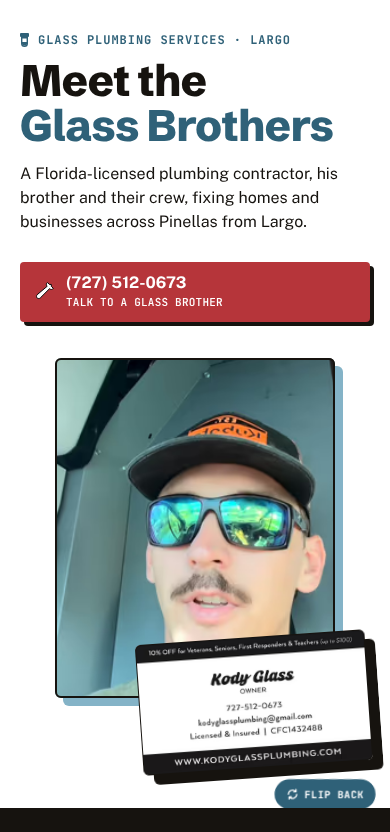 GLASS PLUMBING SERVICES · LARGO
Meet the
Glass Brothers
A Florida-licensed plumbing contractor, his
brother and their crew, fixing homes and
businesses across Pinellas from Largo.
(727) 512-0673
TALK TO A GLASS BROTHER
10% OFF for Veterans, Seniors, First Responders & Teachers (up to $100)
Kody Glass
OWNER
727-512-0673
kodyglassplumbing@gmail.com
Licensed & Insured | CFC1432488
WWW.KODYGLASSPLUMBING.COM
FLIP BACK